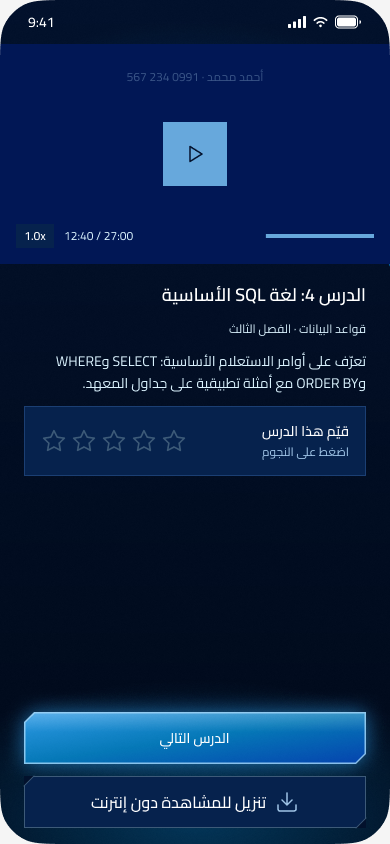 9:41
أحمد محمد · 0991 234 567
1.0x
12:40 / 27:00
الدرس 4: لغة SQL الأساسية
قواعد البيانات · الفصل الثالث
تعرّف على أوامر الاستعلام الأساسية: SELECT وWHERE
وORDER BY مع أمثلة تطبيقية على جداول المعهد.
قيّم هذا الدرس
اضغط على النجوم
الدرس التالي
تنزيل للمشاهدة دون إنترنت